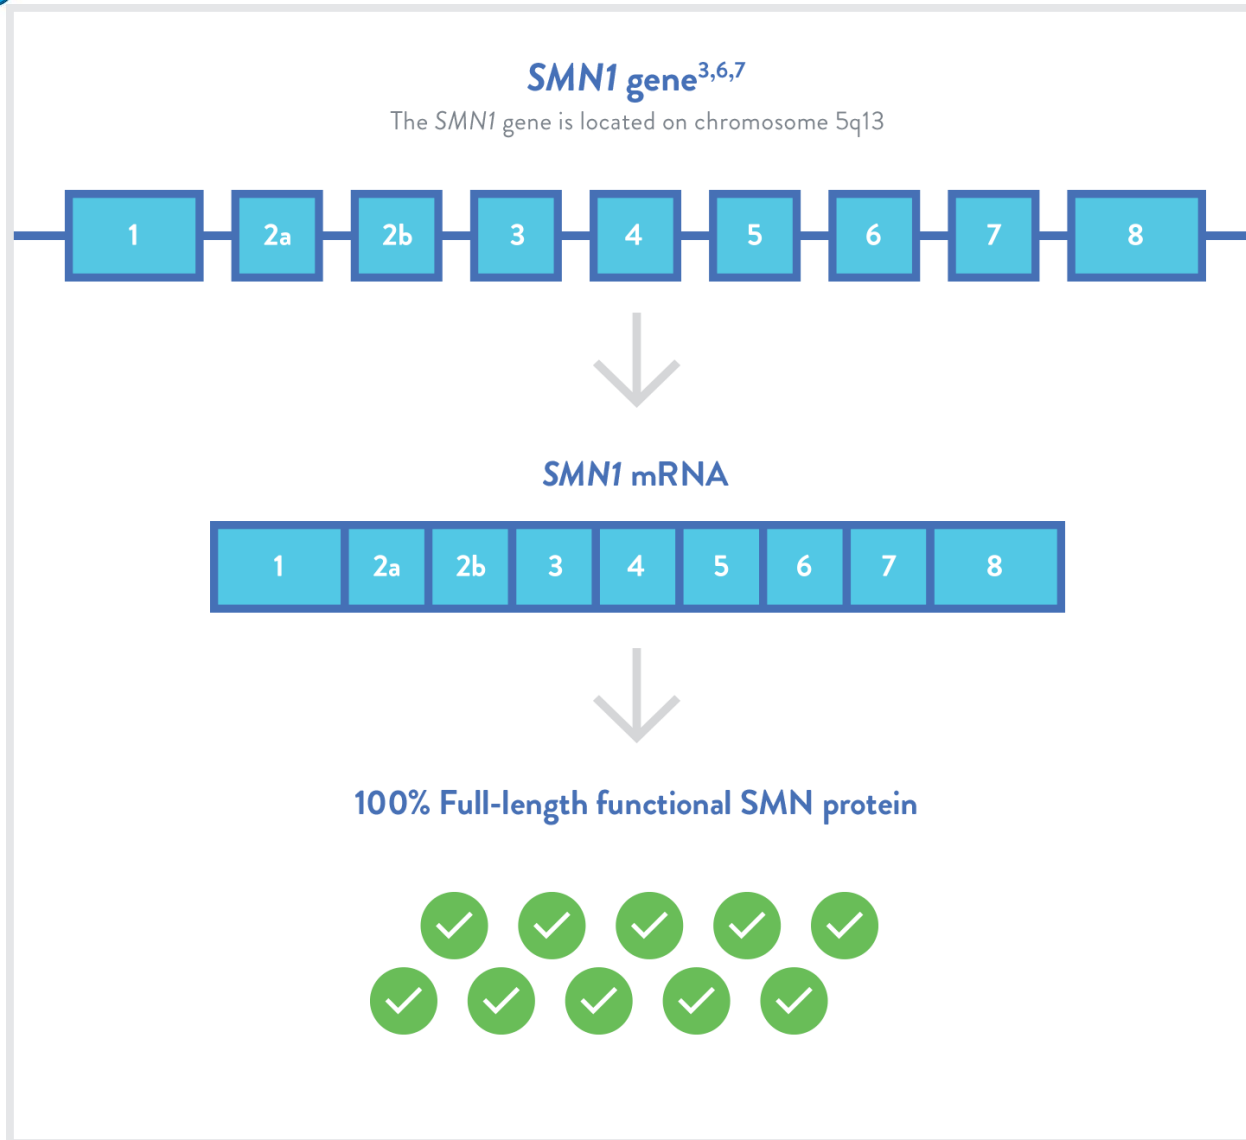 SMN1 gene3,6,7
The SMN1 gene is located on chromosome 5q13
1 2a 2b 3 4 5 6 7 8
SMN1 mRNA
1 2a 2b 3 4 5 6 7 8
100% Full-length functional SMN protein